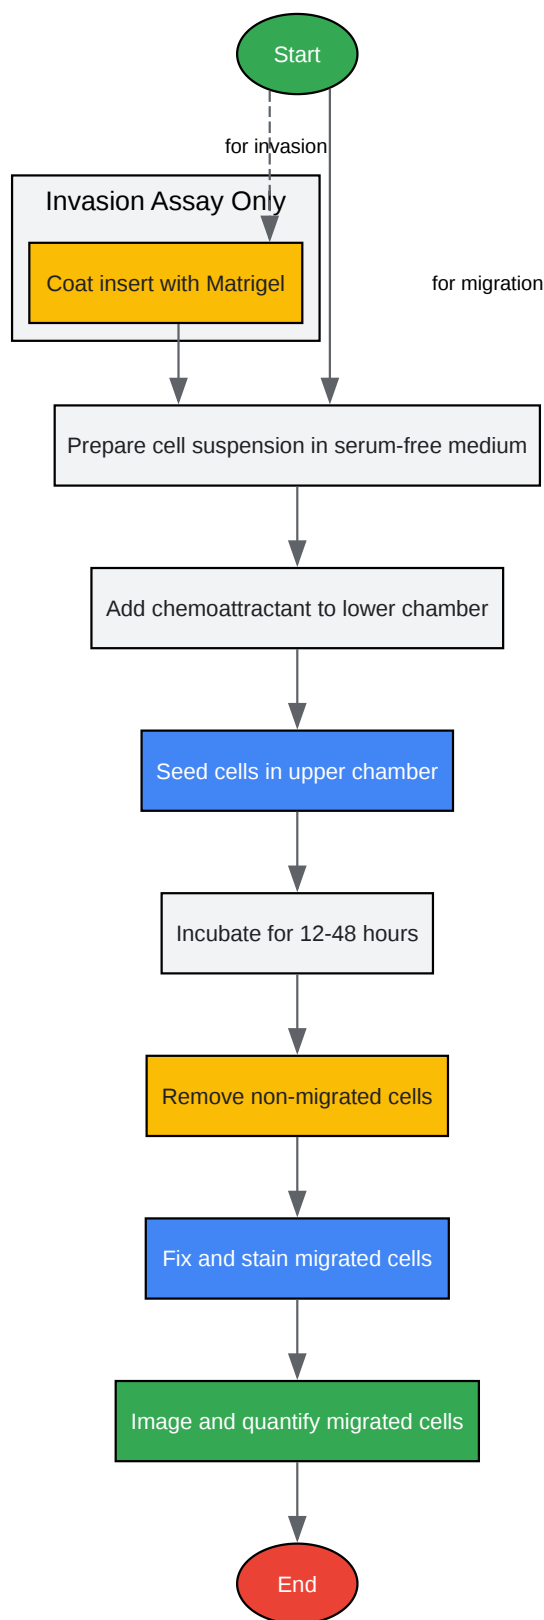 Start
for invasion
Invasion Assay Only
Coat insert with Matrigel
for migration
Prepare cell suspension in serum-free medium
Add chemoattractant to lower chamber
Seed cells in upper chamber
Incubate for 12-48 hours
Remove non-migrated cells
Fix and stain migrated cells
Image and quantify migrated cells
End